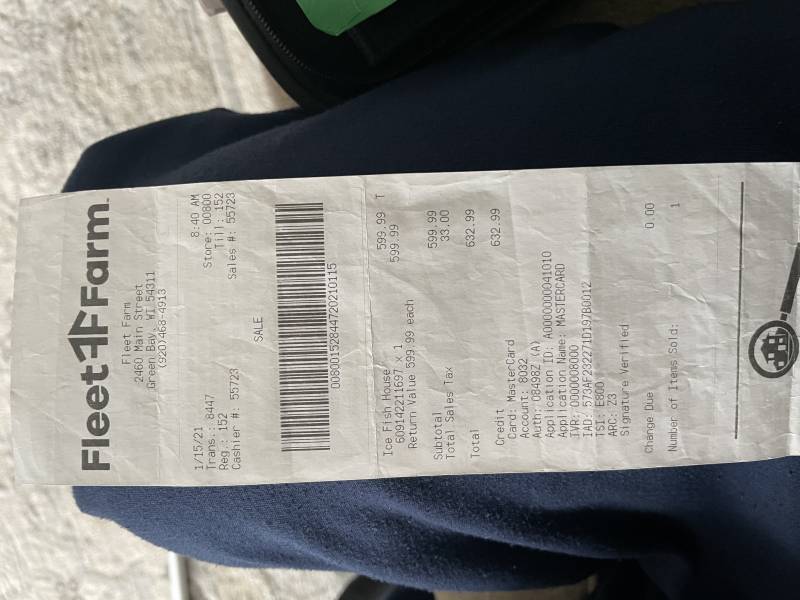 Fleet Farm
Fleet Farm
2460 Main Street
Green Bay, WI 54311
(920)468-4913
1/15/21 8:40 AM
Trans.: 8447 Store: 00800
Reg.: 152 Till: 152
Cashier #: 55723 Sales #: 55723
SALE
00800152844720210115
Ice Fish House 599.99 T
609142211697 x 1 599.99
Return Value 599.99 each
Subtotal 599.99
Total Sales Tax 33.00
Total 632.99
Credit 632.99
Card: MasterCard
Account: 8032
Auth: 08498Z (A)
Application ID: A0000000041010
Application Name: MASTERCARD
TVR: 0000008000
IAD: 573AF232271D197B0012
TSI: E800
ARC: Z3
Signature Verified
Change Due 0.00
Number of Items Sold: 1